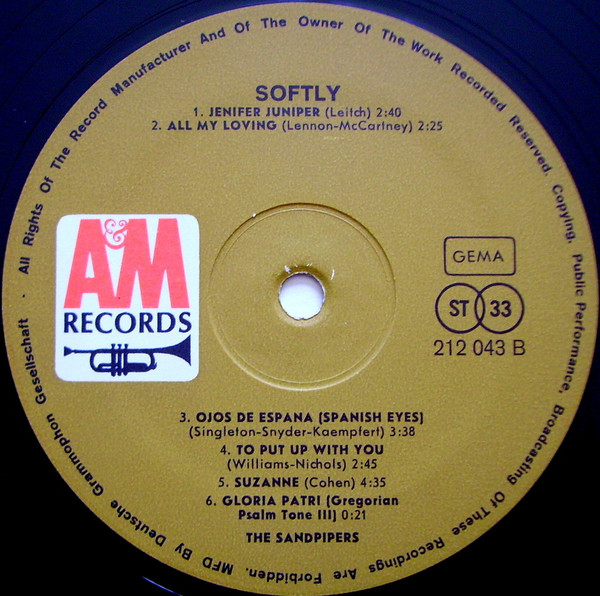 SOFTLY
1. JENIFER JUNIPER (Leitch) 2:40
2. ALL MY LOVING (Lennon-McCartney) 2:25
A&M
RECORDS
GEMA
ST 33
212 043 B
3. OJOS DE ESPANA (SPANISH EYES)
(Singleton-Snyder-Kaempfert) 3:38
4. TO PUT UP WITH YOU
(Williams-Nichols) 2:45
5. SUZANNE (Cohen) 4:35
6. GLORIA PATRI (Gregorian
Psalm Tone III) 0:21
THE SANDPIPERS
All Rights Of The Record Manufacturer And Of The Owner Of The Work Recorded Reserved. Copying, Public Performance, Broadcasting Of These Recordings Are Forbidden. MFD By Deutsche Grammophon Gesellschaft ·